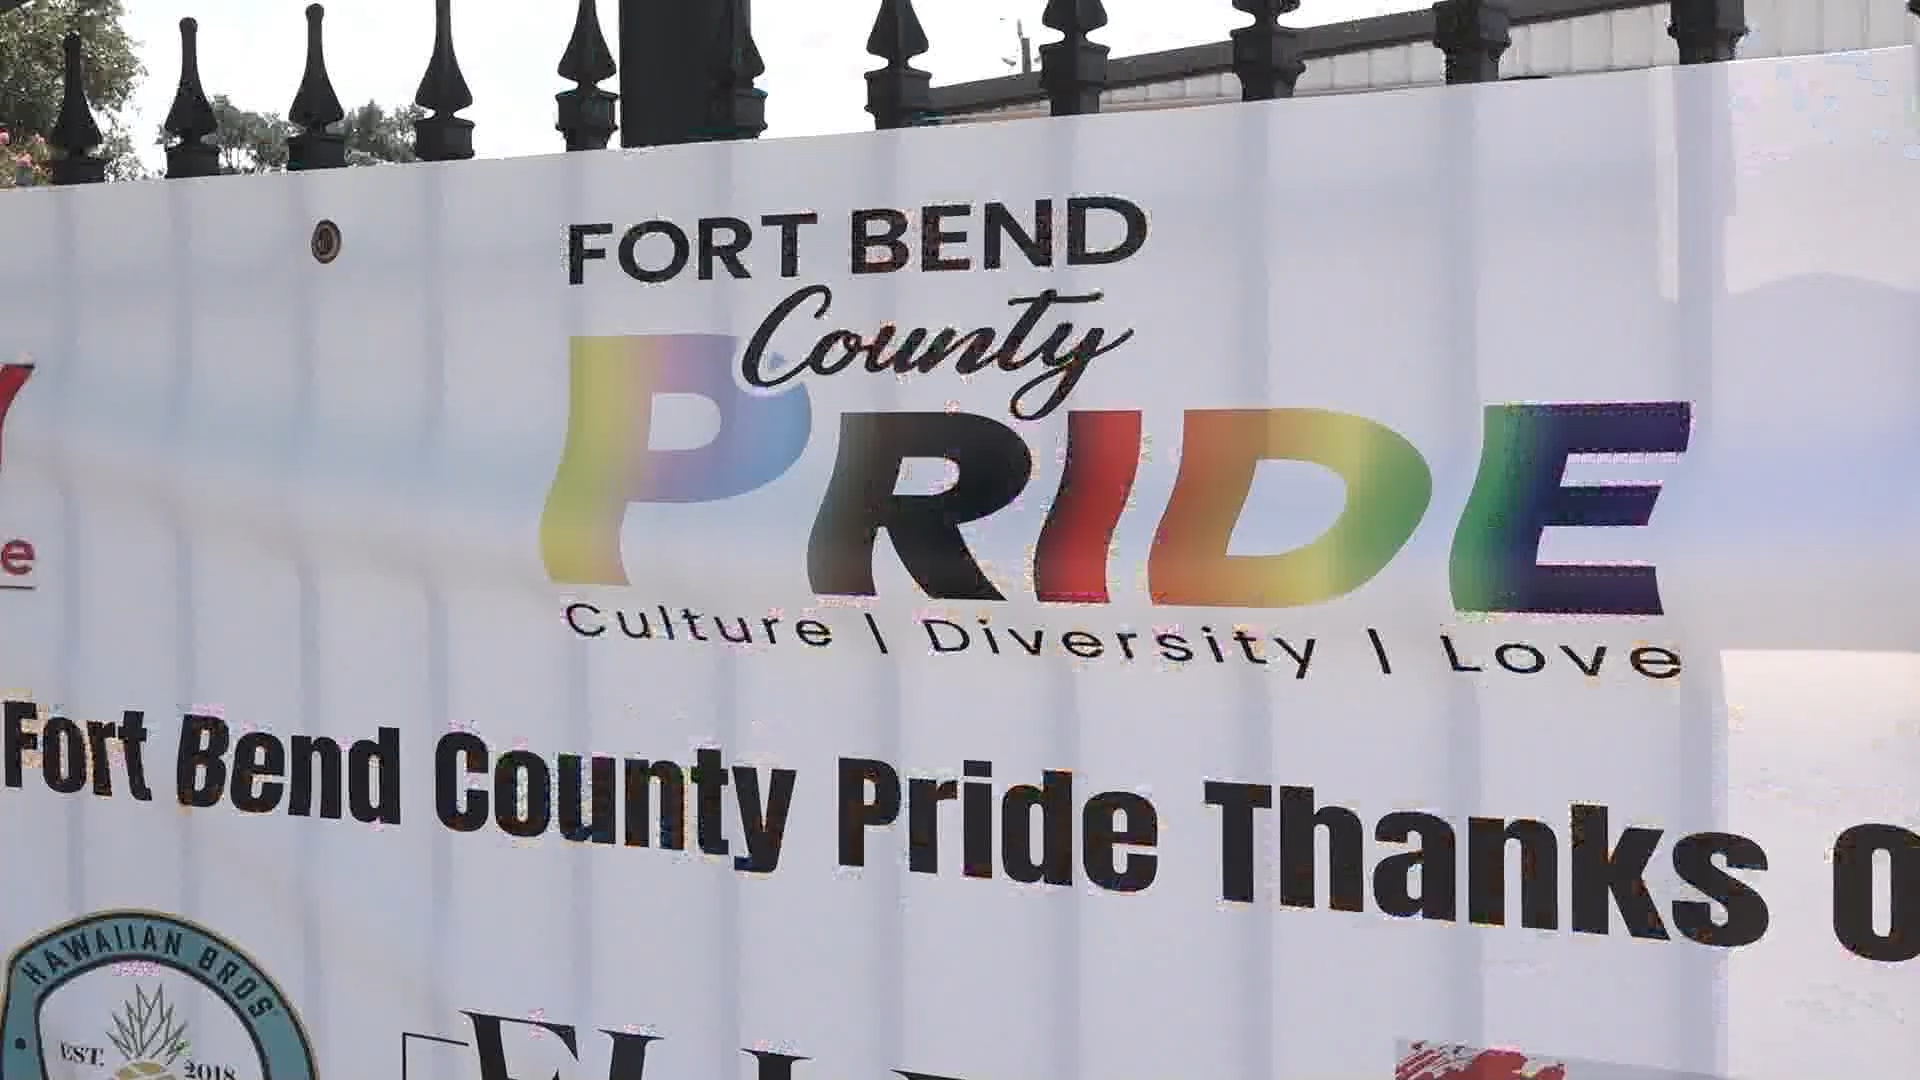 FORT BEND
County
PRIDE
Culture | Diversity | Love
Fort Bend County Pride Thanks
HAWAIIAN BROS
EST. 2018